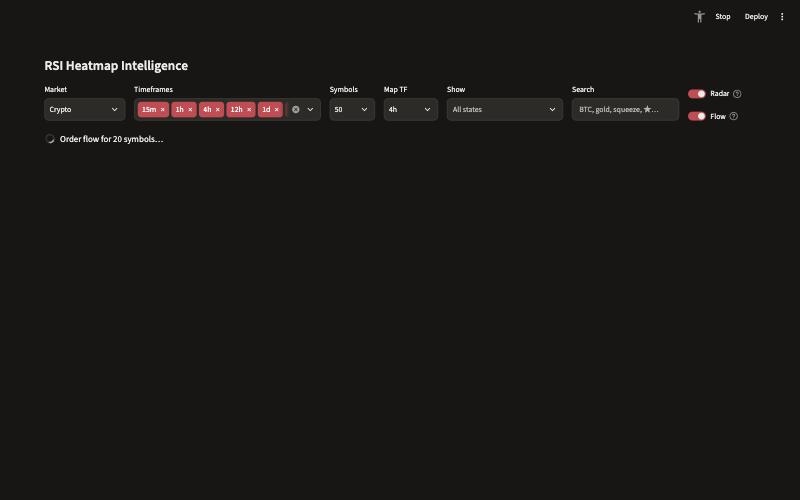 Stop Deploy
RSI Heatmap Intelligence
Market Timeframes Symbols Map TF Show Search
Crypto 15m × 1h × 4h × 12h × 1d × 50 4h All states BTC, gold, squeeze, ★...
Radar
Flow
Order flow for 20 symbols...